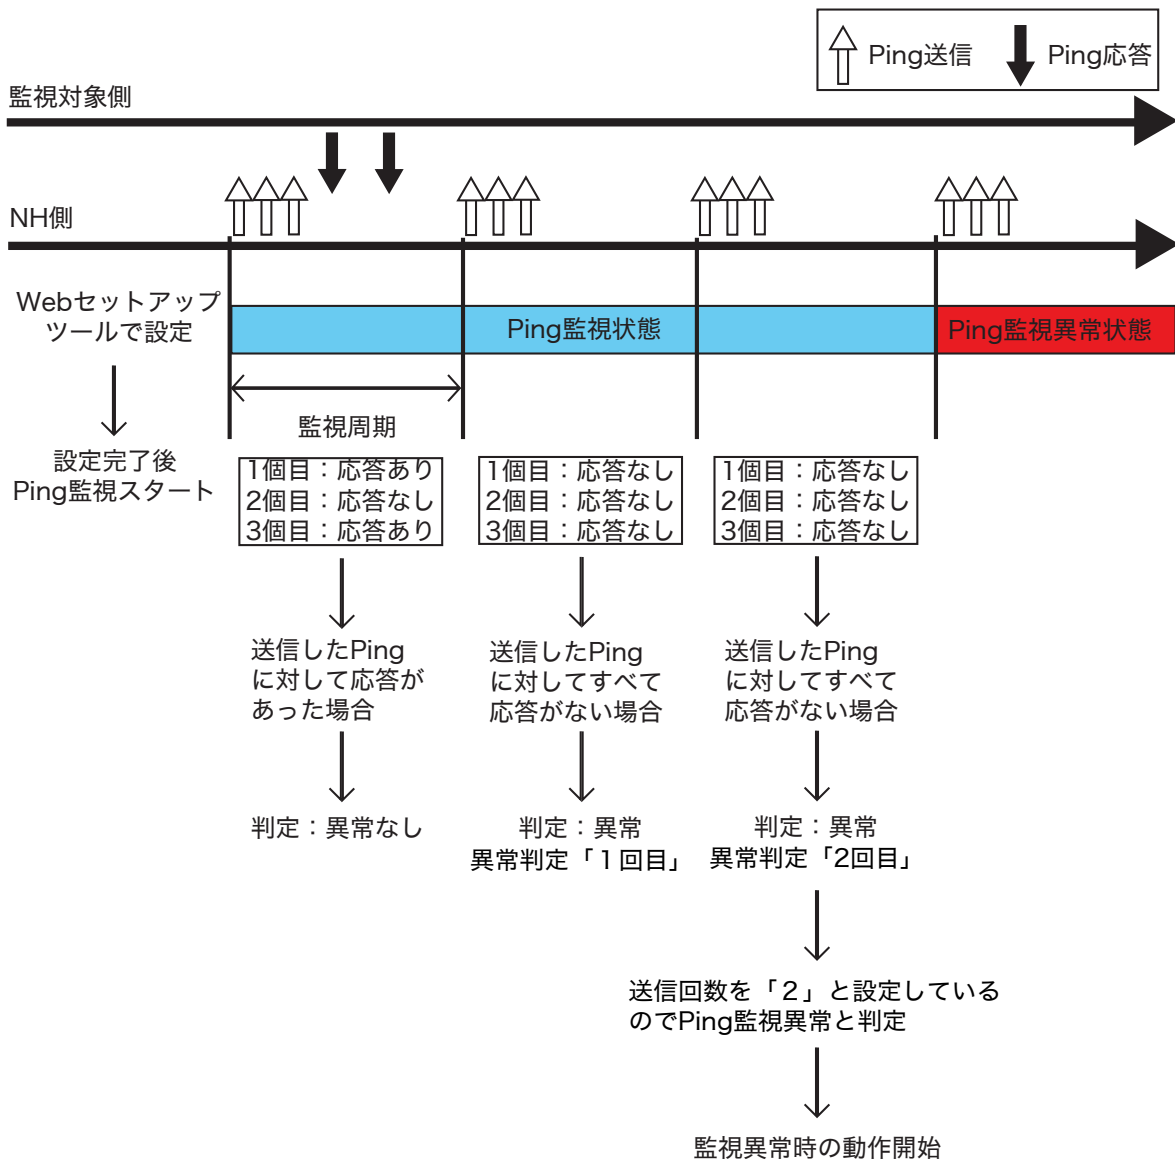 Ping送信
Ping応答
監視対象側
NH側
Webセットアップ
ツールで設定
Ping監視状態
Ping監視異常状態
監視周期
設定完了後
Ping監視スタート
1個目：応答あり
2個目：応答なし
3個目：応答あり
1個目：応答なし
2個目：応答なし
3個目：応答なし
1個目：応答なし
2個目：応答なし
3個目：応答なし
送信したPing
に対して応答が
あった場合
送信したPing
に対してすべて
応答がない場合
送信したPing
に対してすべて
応答がない場合
判定：異常なし
判定：異常
異常判定「１回目」
判定：異常
異常判定「2回目」
送信回数を「２」と設定している
のでPing監視異常と判定
監視異常時の動作開始